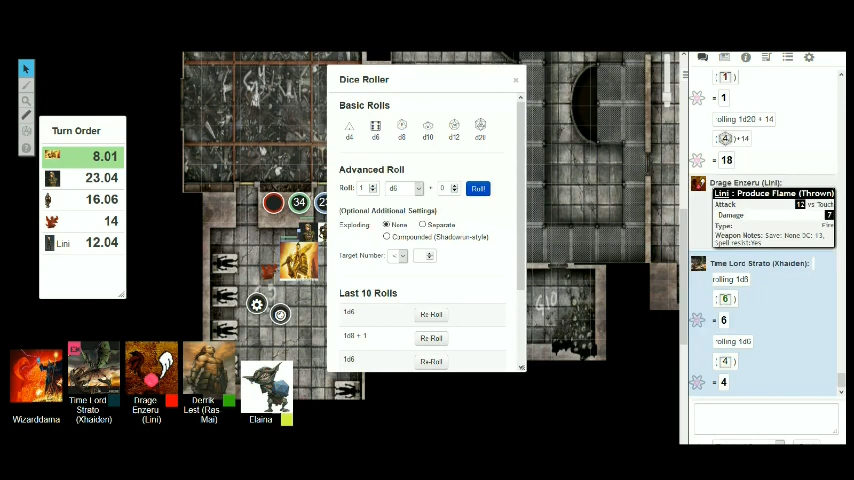 Turn Order
8.01
23.04
16.06
14
Lini 12.04
34
Dice Roller
×
Basic Rolls
d4 d6 d8 d10 d12 d20
Advanced Roll
Roll: 1 d6 + 0 Roll!
(Optional Additional Settings)
Exploding: None Separate
Compounded (Shadowrun-style)
Target Number: <
Last 10 Rolls
1d6 Re-Roll
1d8 + 1 Re-Roll
1d6 Re-Roll
(1)
= 1
rolling 1d20 + 14
(4)+14
= 18
Drage Enzeru (Lini):
Lini : Produce Flame (Thrown)
Attack 12 vs Touch
Damage 7
Type: Fire
Weapon Notes: Save: None DC: 13,
Spell resist:Yes
Time Lord Strato (Xhaiden):
rolling 1d6
(6)
= 6
rolling 1d6
(4)
= 4
Wizarddama
Time Lord
Strato
(Xhaiden)
Drage
Enzeru
(Lini)
Derrik
Lest (Ras
Mai)
Elaina